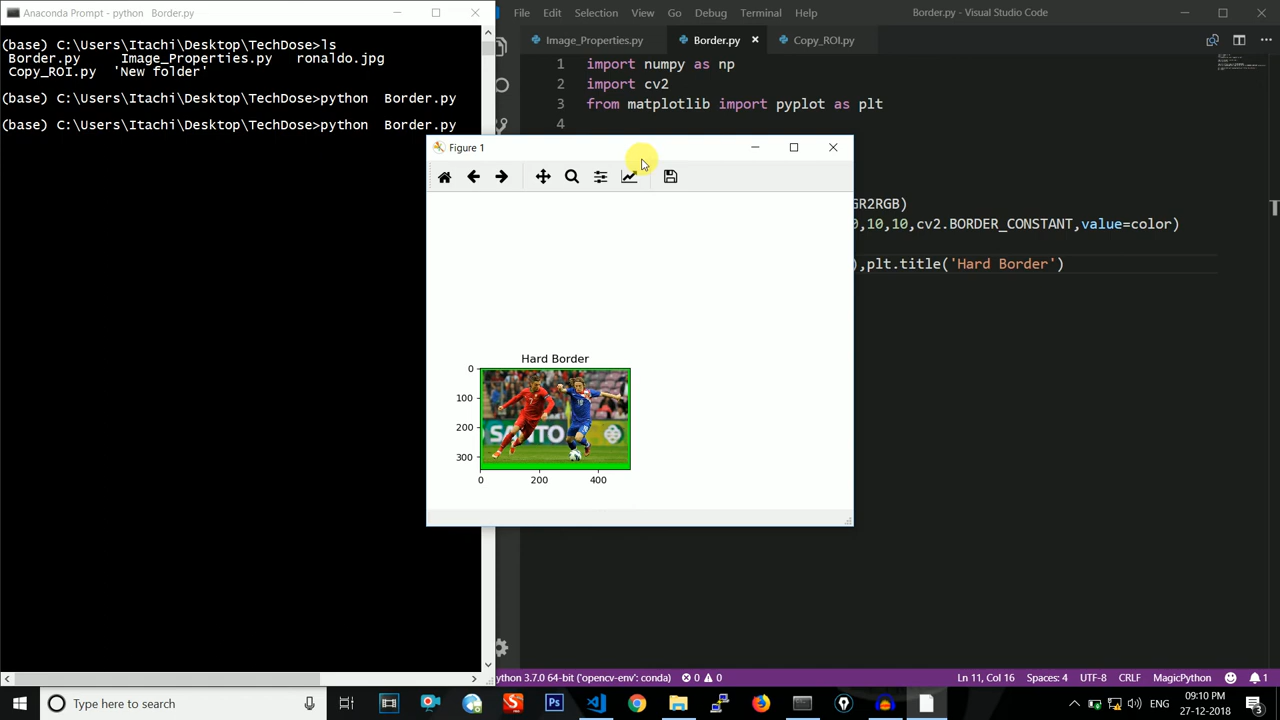 Anaconda Prompt - python  Border.py
(base) C:\Users\Itachi\Desktop\TechDose>ls
Border.py     Image_Properties.py   ronaldo.jpg
Copy_ROI.py  'New folder'
(base) C:\Users\Itachi\Desktop\TechDose>python  Border.py
(base) C:\Users\Itachi\Desktop\TechDose>python  Border.py
File Edit Selection View Go Debug Terminal Help Border.py - Visual Studio Code
Image_Properties.py Border.py Copy_ROI.py
1 import numpy as np
2 import cv2
3 from matplotlib import pyplot as plt
4
GR2RGB)
,10,10,cv2.BORDER_CONSTANT,value=color)
),plt.title('Hard Border')
Figure 1
Hard Border
0
100
200
300
0 200 400
SANTO
7
python 3.7.0 64-bit ('opencv-env': conda) 0 0 Ln 11, Col 16 Spaces: 4 UTF-8 CRLF MagicPython 1
Type here to search
ENG
09:10 PM
27-12-2018
3